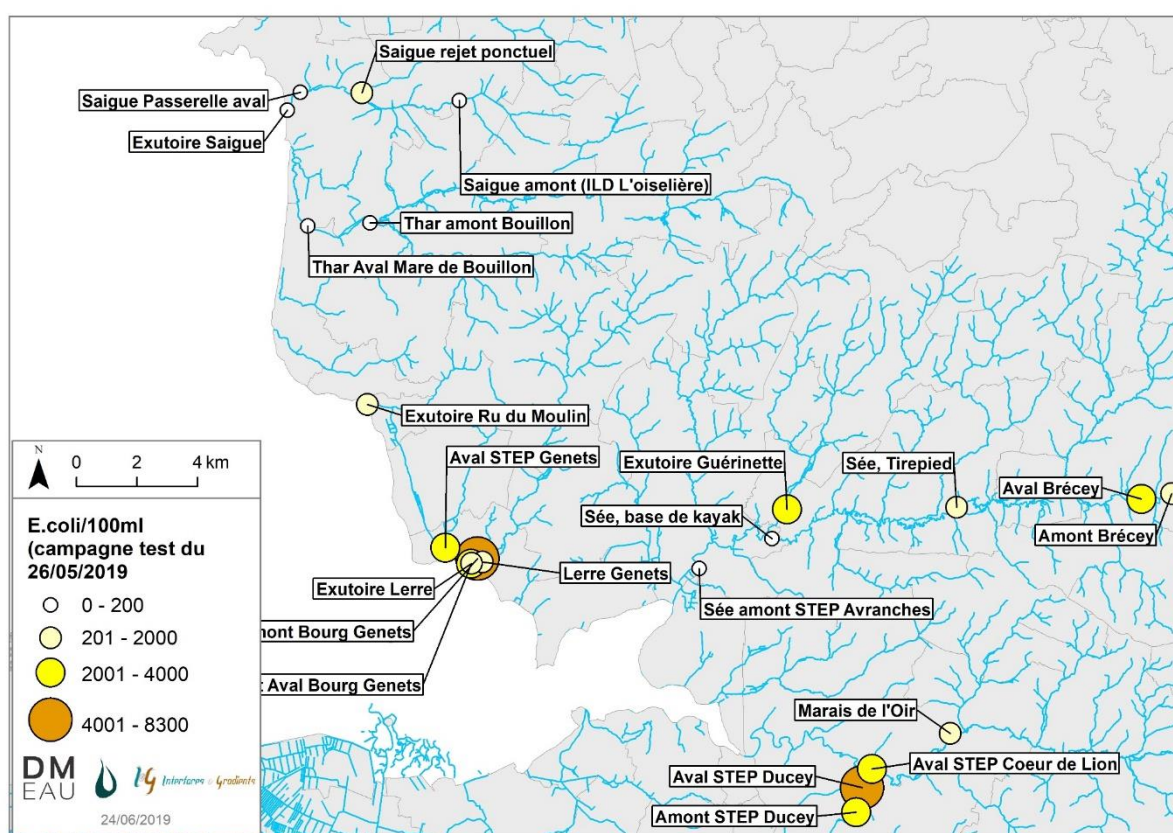 Saigue rejet ponctuel
Saigue Passerelle aval
Exutoire Saigue
Saigue amont (ILD L'oiselière)
Thar amont Bouillon
Thar Aval Mare de Bouillon
Exutoire Ru du Moulin
Aval STEP Genets
Exutoire Guérinette
Sée, Tirepied
Aval Brécey
Sée, base de kayak
Amont Brécey
Exutoire Lerre
Lerre Genets
Sée amont STEP Avranches
mont Bourg Genets
t Aval Bourg Genets
Marais de l'Oir
Aval STEP Coeur de Lion
Aval STEP Ducey
Amont STEP Ducey
N
0 2 4 km
E.coli/100ml
(campagne test du
26/05/2019
0 - 200
201 - 2000
2001 - 4000
4001 - 8300
DM
EAU
IG Interfaces & Gradients
24/06/2019